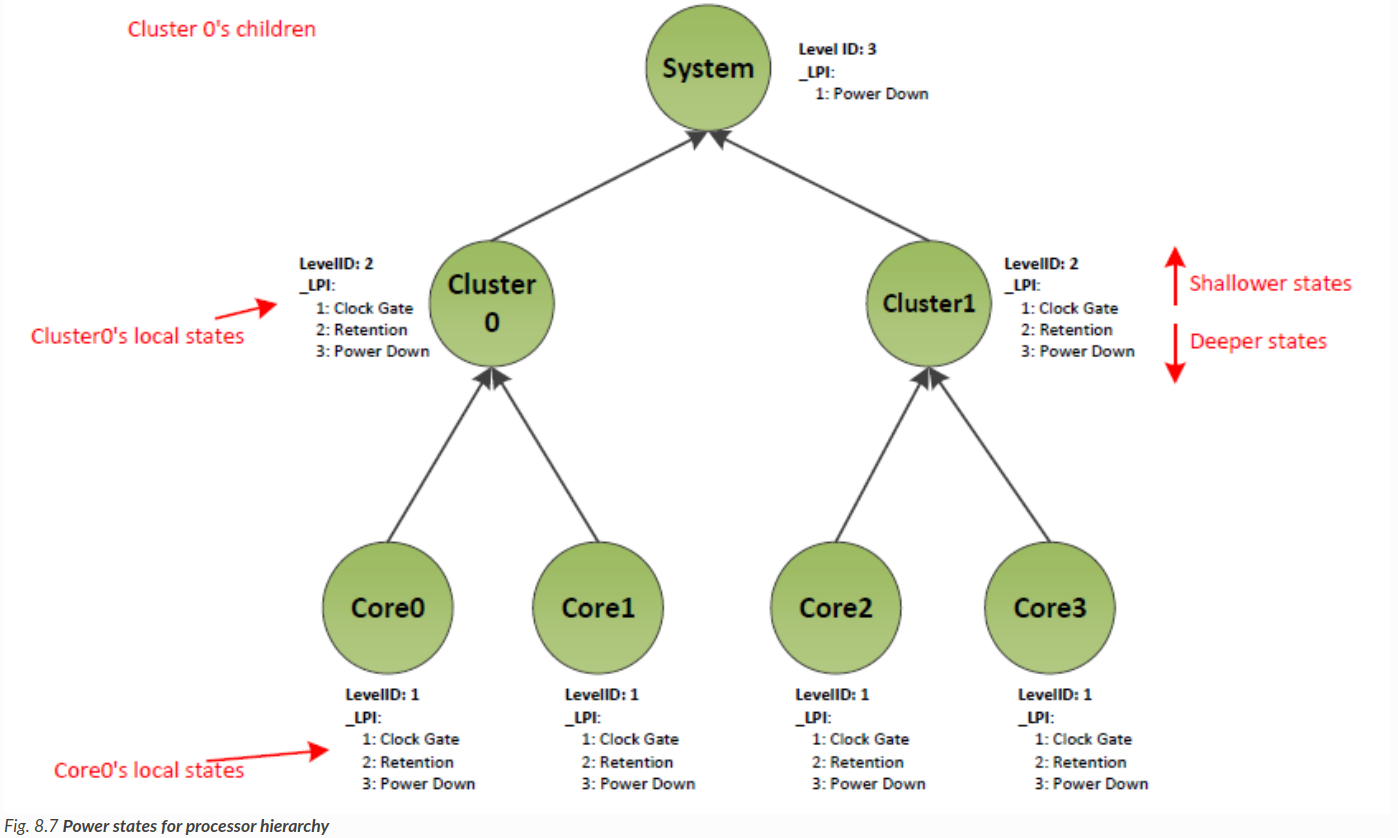 Cluster 0's children
System
Level ID: 3
_LPI:
1: Power Down
Cluster
0
LevelID: 2
_LPI:
1: Clock Gate
2: Retention
3: Power Down
Cluster0's local states
Cluster1
LevelID: 2
_LPI:
1: Clock Gate
2: Retention
3: Power Down
Shallower states
Deeper states
Core0
Core1
Core2
Core3
LevelID: 1
_LPI:
1: Clock Gate
2: Retention
3: Power Down
LevelID: 1
_LPI:
1: Clock Gate
2: Retention
3: Power Down
LevelID: 1
_LPI:
1: Clock Gate
2: Retention
3: Power Down
LevelID: 1
_LPI:
1: Clock Gate
2: Retention
3: Power Down
Core0's local states
Fig. 8.7 Power states for processor hierarchy